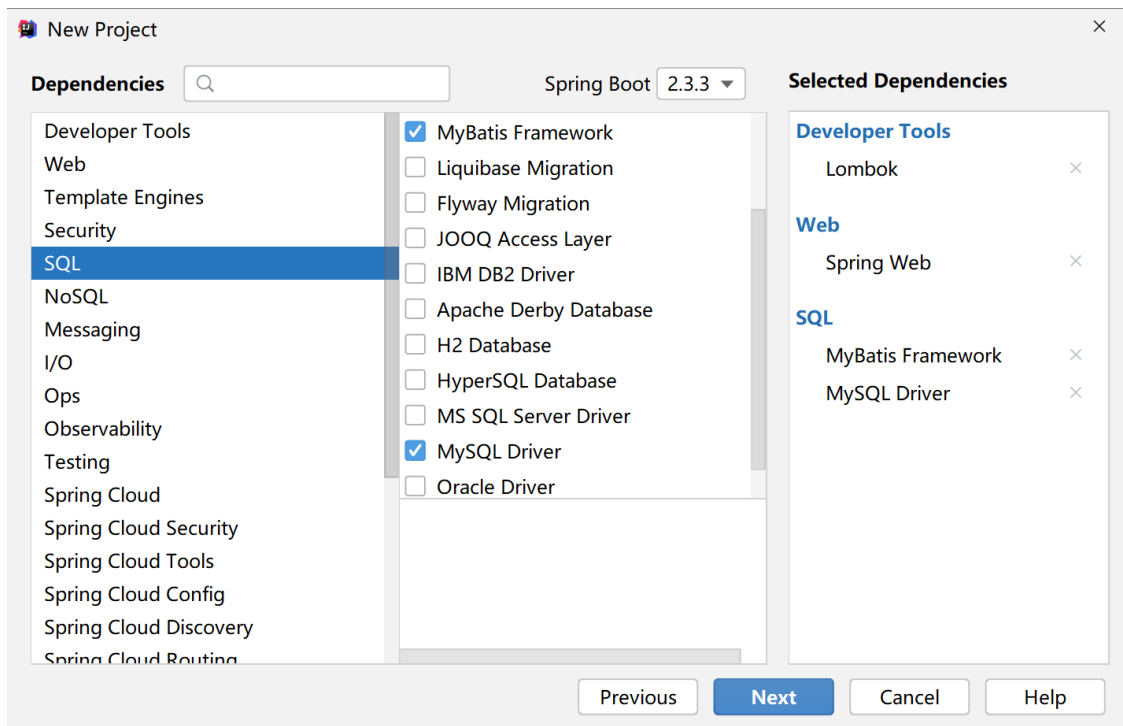 New Project
Dependencies
Spring Boot 2.3.3
Selected Dependencies
Developer Tools
Web
Template Engines
Security
SQL
NoSQL
Messaging
I/O
Ops
Observability
Testing
Spring Cloud
Spring Cloud Security
Spring Cloud Tools
Spring Cloud Config
Spring Cloud Discovery
Spring Cloud Routing
MyBatis Framework
Liquibase Migration
Flyway Migration
JOOQ Access Layer
IBM DB2 Driver
Apache Derby Database
H2 Database
HyperSQL Database
MS SQL Server Driver
MySQL Driver
Oracle Driver
Developer Tools
Lombok
Web
Spring Web
SQL
MyBatis Framework
MySQL Driver
Previous
Next
Cancel
Help